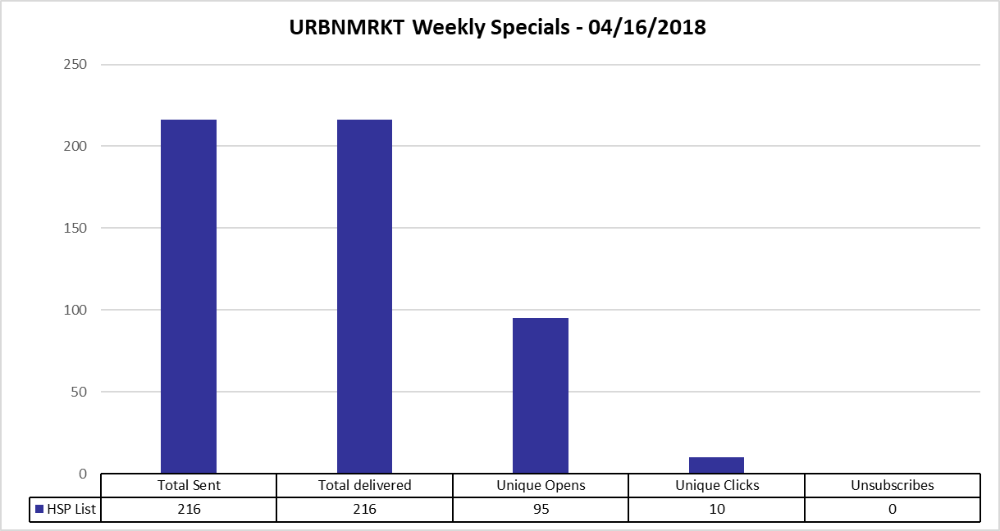 URBNMRKT Weekly Specials - 04/16/2018
250
200
150
100
50
0
Total Sent Total delivered Unique Opens Unique Clicks Unsubscribes
HSP List 216 216 95 10 0